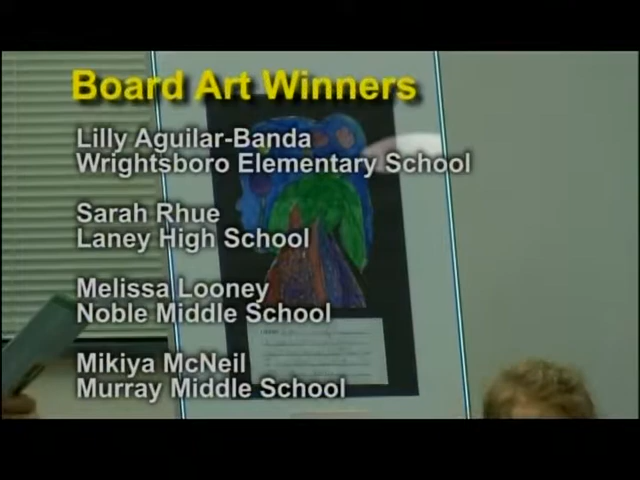 Board Art Winners
Lilly Aguilar-Banda
Wrightsboro Elementary School
Sarah Rhue
Laney High School
Melissa Looney
Noble Middle School
Mikiya McNeil
Murray Middle School